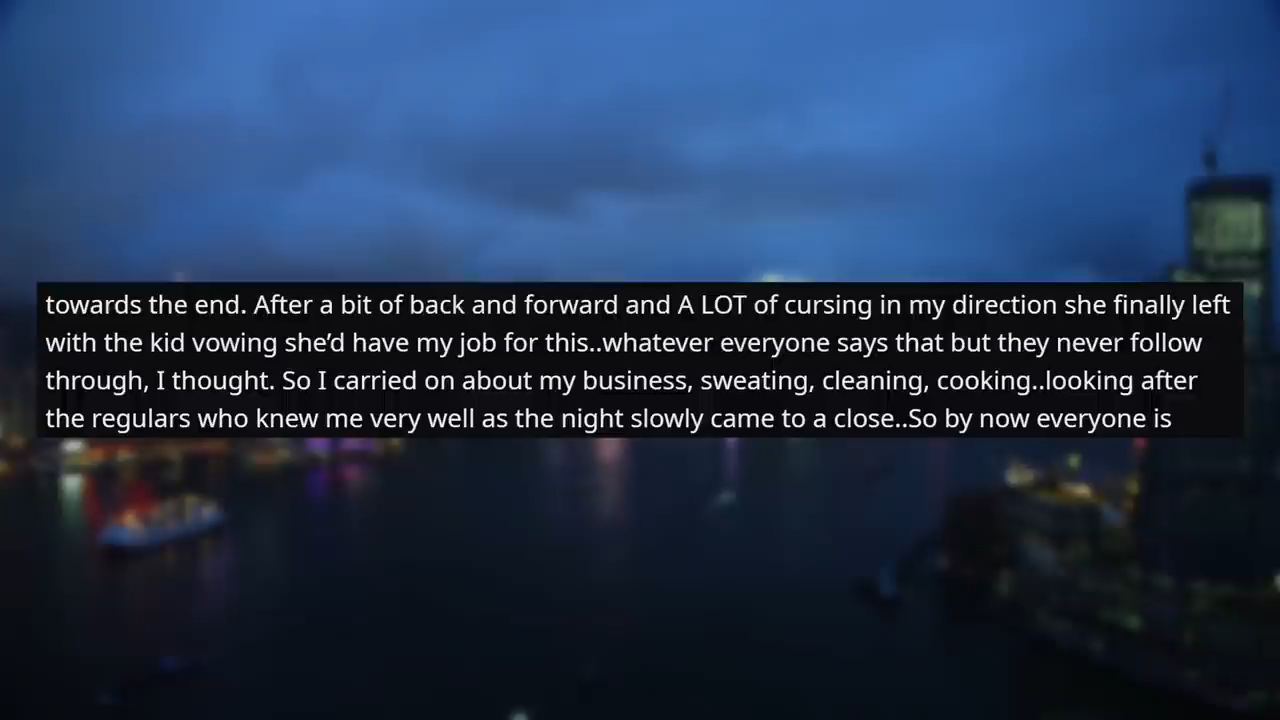 towards the end. After a bit of back and forward and A LOT of cursing in my direction she finally left
with the kid vowing she’d have my job for this..whatever everyone says that but they never follow
through, I thought. So I carried on about my business, sweating, cleaning, cooking..looking after
the regulars who knew me very well as the night slowly came to a close..So by now everyone is